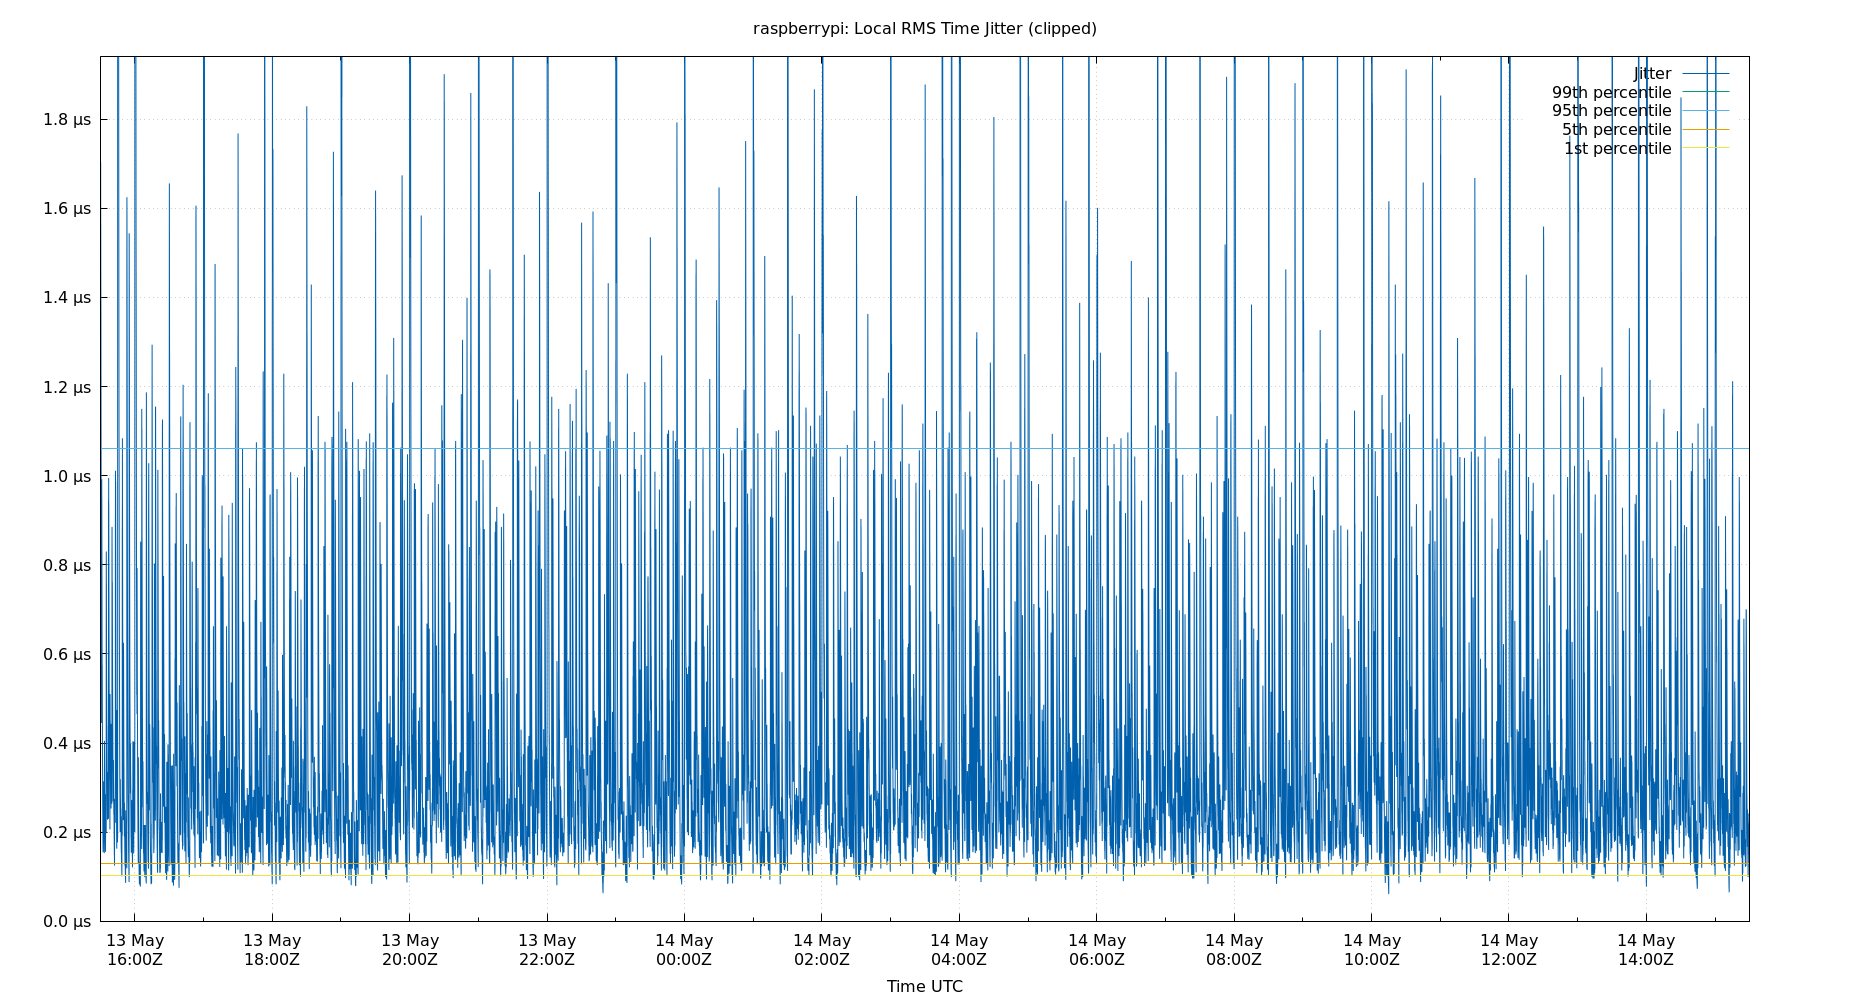 raspberrypi: Local RMS Time Jitter (clipped)
Jitter
99th percentile
95th percentile
5th percentile
1st percentile
1.8 μs
1.6 μs
1.4 μs
1.2 μs
1.0 μs
0.8 μs
0.6 μs
0.4 μs
0.2 μs
0.0 μs
13 May 13 May 13 May 13 May 14 May 14 May 14 May 14 May 14 May 14 May 14 May 14 May
16:00Z 18:00Z 20:00Z 22:00Z 00:00Z 02:00Z 04:00Z 06:00Z 08:00Z 10:00Z 12:00Z 14:00Z
Time UTC